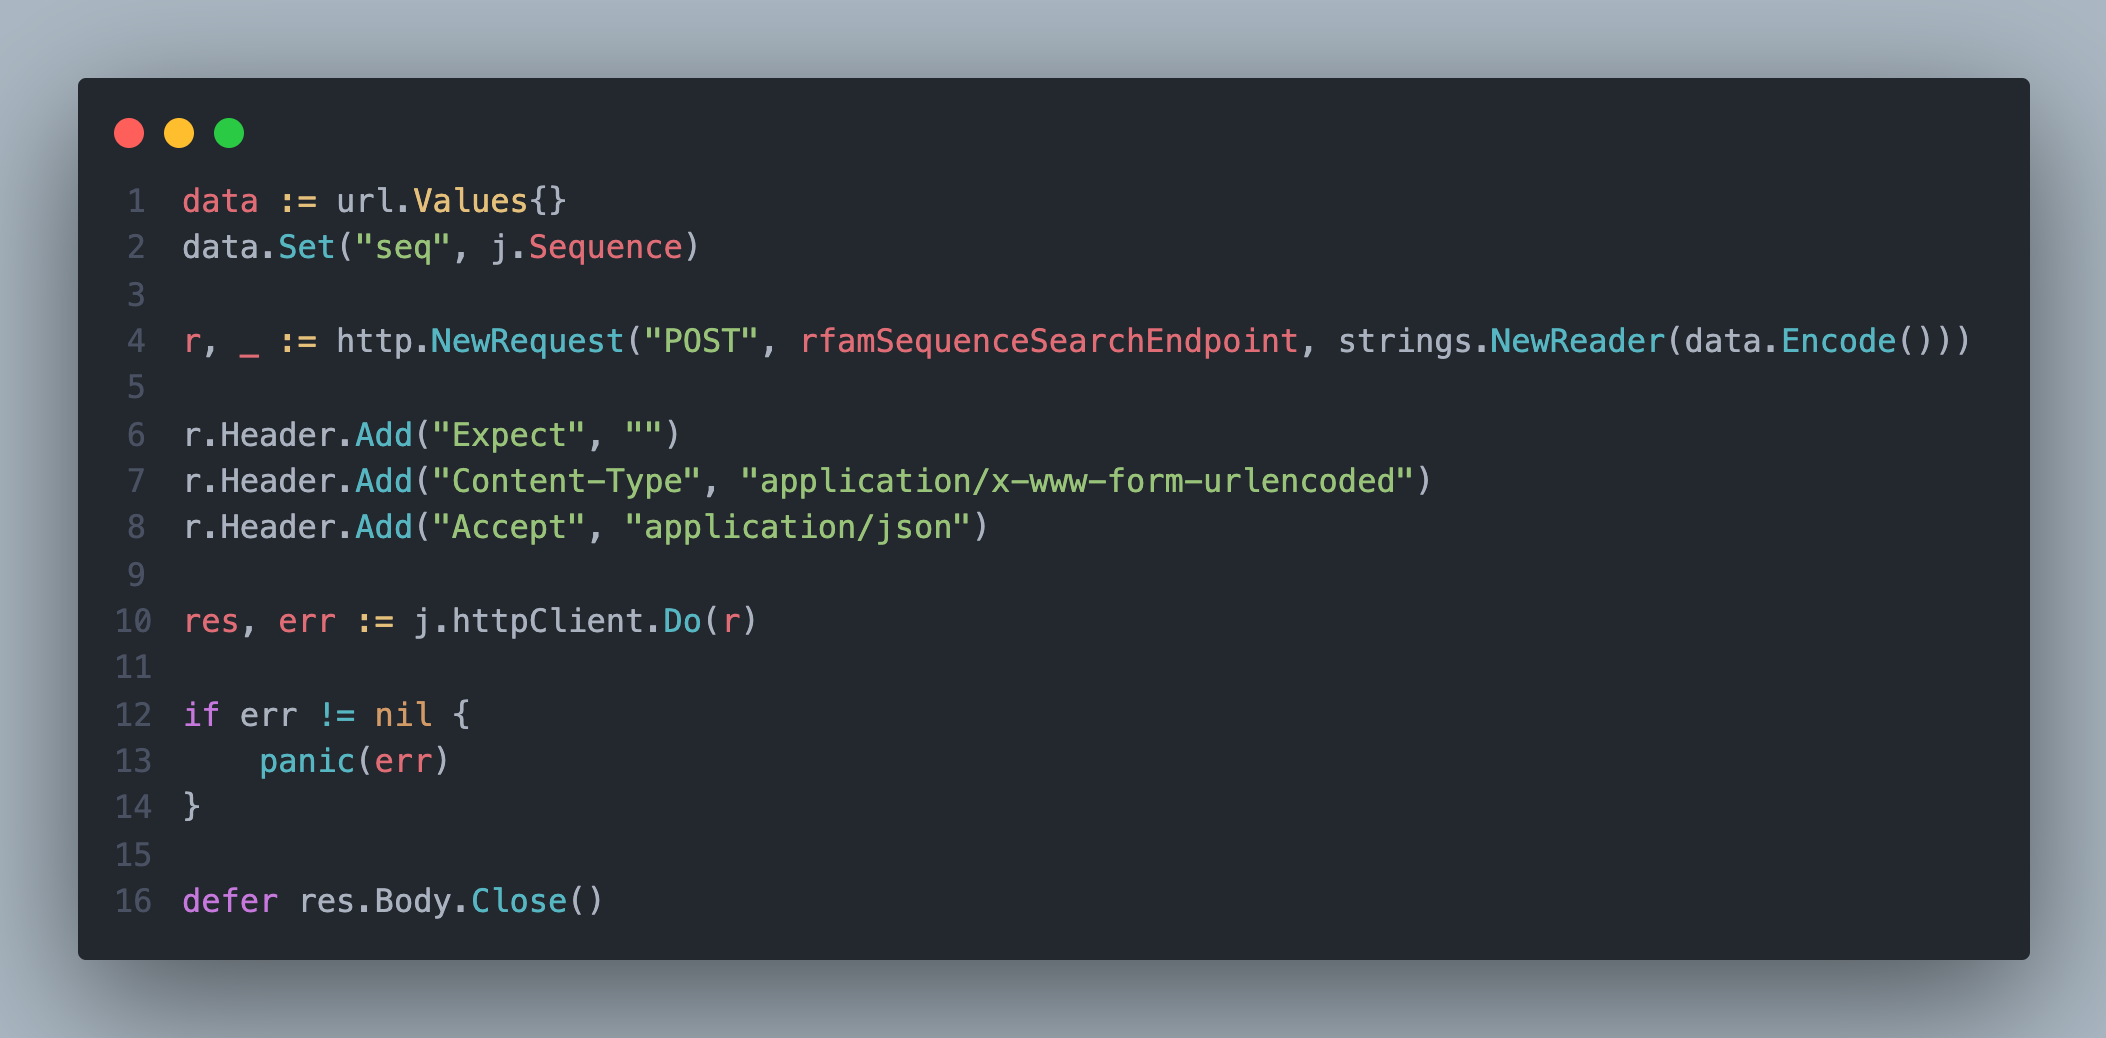 1 data := url.Values{}
2 data.Set("seq", j.Sequence)
3
4 r, _ := http.NewRequest("POST", rfamSequenceSearchEndpoint, strings.NewReader(data.Encode()))
5
6 r.Header.Add("Expect", "")
7 r.Header.Add("Content-Type", "application/x-www-form-urlencoded")
8 r.Header.Add("Accept", "application/json")
9
10 res, err := j.httpClient.Do(r)
11
12 if err != nil {
13     panic(err)
14 }
15
16 defer res.Body.Close()